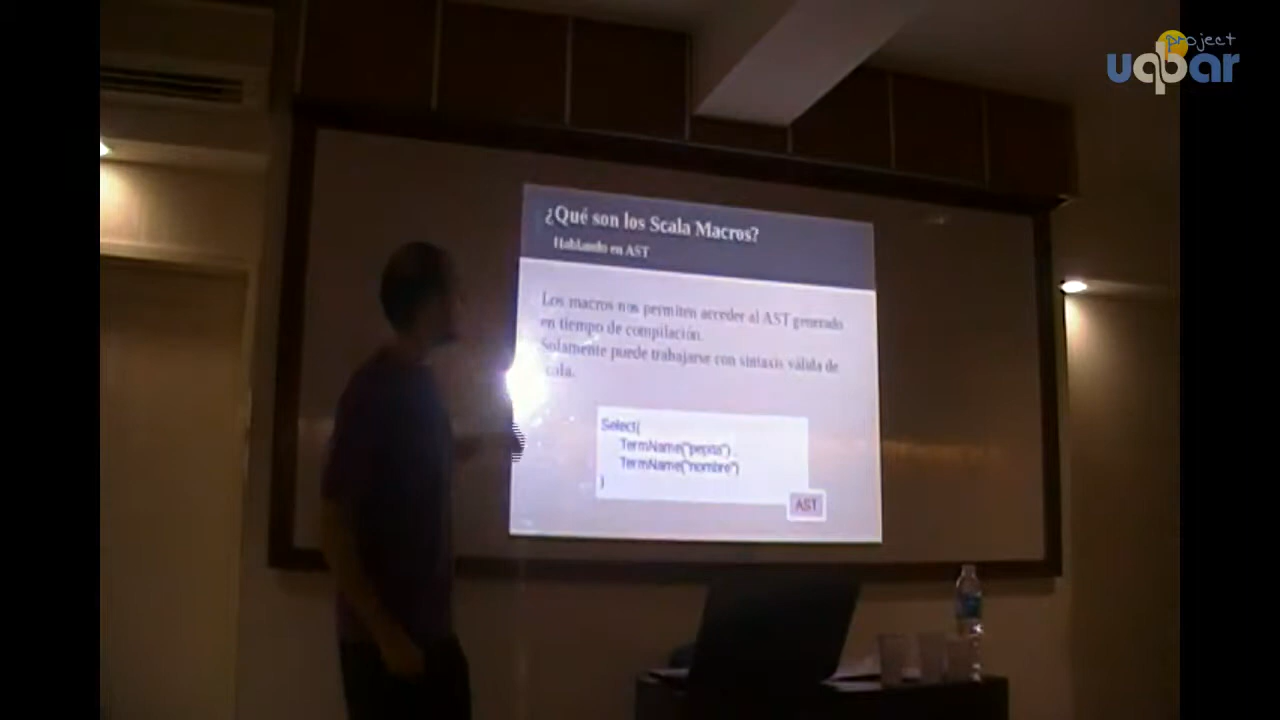 project
uqbar
¿Qué son los Scala Macros?
Hablando en AST
Los macros nos permiten acceder al AST generado
en tiempo de compilación.
Solamente puede trabajarse con sintaxis válida de
scala.
Select(
TermName("pepita") ,
TermName("nombre")
)
AST